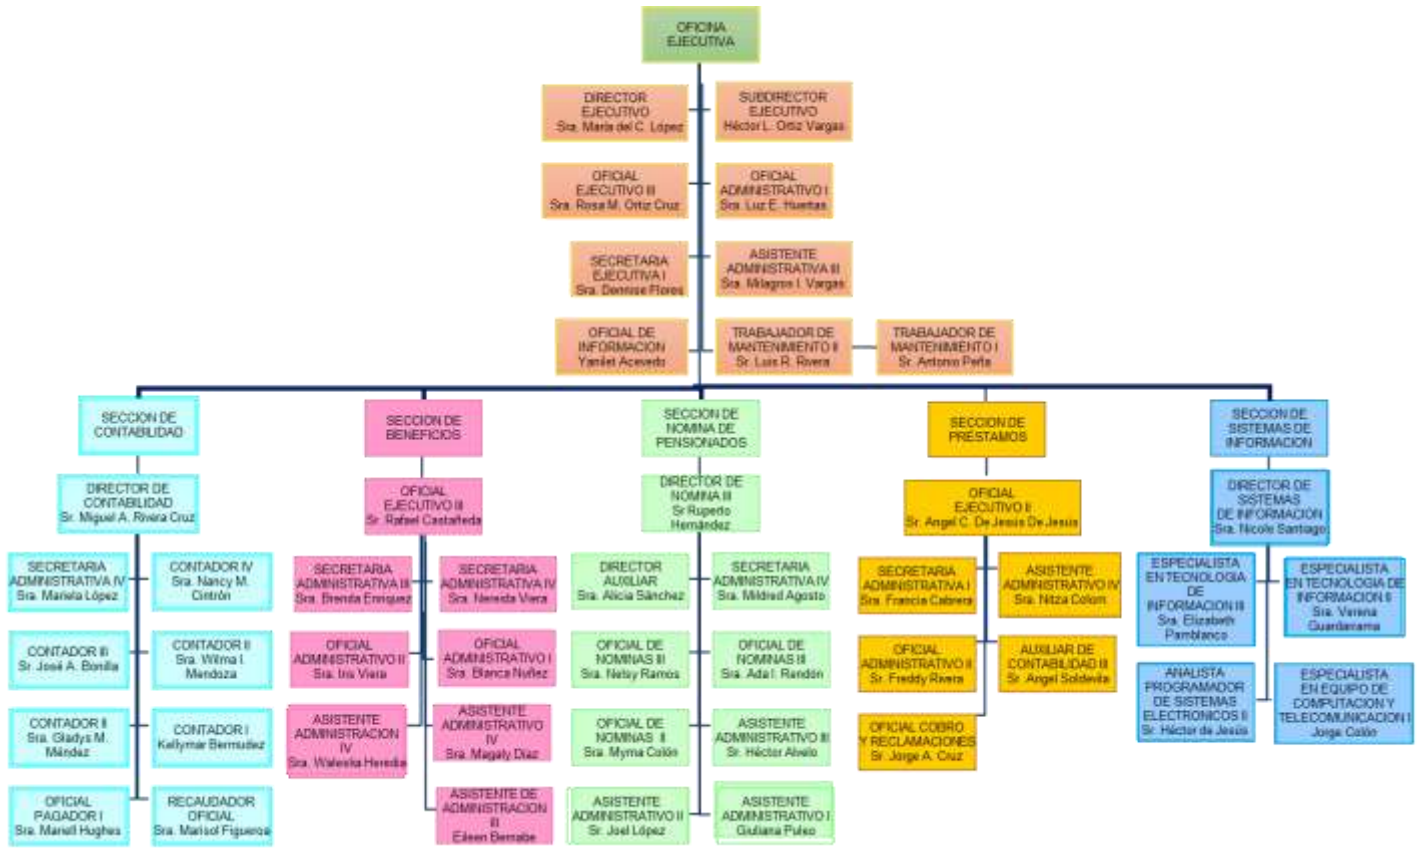 OFICINA
EJECUTIVA
DIRECTOR
EJECUTIVO
Sra. María del C. López
SUBDIRECTOR
EJECUTIVO
Héctor L. Ortiz Vargas
OFICIAL
EJECUTIVO III
Sra. Rosa M. Ortiz Cruz
OFICIAL
ADMINISTRATIVO I
Sra. Luz E. Huertas
SECRETARIA
EJECUTIVA I
Sra. Dennise Flores
ASISTENTE
ADMINISTRATIVA III
Sra. Milagros I. Vargas
OFICIAL DE
INFORMACION
Yanilet Acevedo
TRABAJADOR DE
MANTENIMIENTO II
Sr. Luis R. Rivera
TRABAJADOR DE
MANTENIMIENTO I
Sr. Antonio Peña
SECCION DE
CONTABILIDAD
DIRECTOR DE
CONTABILIDAD
Sr. Miguel A. Rivera Cruz
SECRETARIA
ADMINISTRATIVA IV
Sra. Mariela López
CONTADOR IV
Sra. Nancy M.
Cintrón
CONTADOR III
Sr. José A. Bonilla
CONTADOR II
Sra. Wilma I.
Mendoza
CONTADOR II
Sra. Gladys M.
Méndez
CONTADOR I
Kellymar Bermudez
OFICIAL
PAGADOR I
Sra. Mariell Hughes
RECAUDADOR
OFICIAL
Sra. Marisol Figueroa
SECCION DE
BENEFICIOS
OFICIAL
EJECUTIVO III
Sr. Rafael Castañeda
SECRETARIA
ADMINISTRATIVA III
Sra. Brenda Enriquez
SECRETARIA
ADMINISTRATIVA IV
Sra. Nereida Viera
OFICIAL
ADMINISTRATIVO II
Sra. Iris Viera
OFICIAL
ADMINISTRATIVO I
Sra. Blanca Nuñez
ASISTENTE
ADMINISTRACION
IV
Sra. Waleska Heredia
ASISTENTE
ADMINISTRATIVO
IV
Sra. Magaly Diaz
ASISTENTE DE
ADMINISTRACION
III
Eileen Bernabe
SECCION DE
NOMINA DE
PENSIONADOS
DIRECTOR DE
NOMINA III
Sr Ruperto
Hernández
DIRECTOR
AUXILIAR
Sra. Alicia Sánchez
SECRETARIA
ADMINISTRATIVA IV
Sra. Mildred Agosto
OFICIAL DE
NOMINAS III
Sra. Nelsy Ramos
OFICIAL DE
NOMINAS III
Sra. Ada I. Rendón
OFICIAL DE
NOMINAS II
Sra. Myrna Colón
ASISTENTE
ADMINISTRATIVO III
Sr. Héctor Alvelo
ASISTENTE
ADMINISTRATIVO II
Sr. Joel López
ASISTENTE
ADMINISTRATIVO I
Giuliana Puleo
SECCION DE
PRÉSTAMOS
OFICIAL
EJECUTIVO II
Sr. Angel C. De Jesús De Jesús
SECRETARIA
ADMINISTRATIVA I
Sra. Francia Cabrera
ASISTENTE
ADMINISTRATIVO IV
Sra. Nitza Colom
OFICIAL
ADMINISTRATIVO II
Sr. Freddy Rivera
AUXILIAR DE
CONTABILIDAD III
Sr. Angel Soldevila
OFICIAL COBRO
Y RECLAMACIONES
Sr. Jorge A. Cruz
SECCION DE
SISTEMAS DE
INFORMACION
DIRECTOR DE
SISTEMAS
DE INFORMACION
Sra. Nicole Santiago
ESPECIALISTA
EN TECNOLOGIA
DE
INFORMACION III
Sra. Elizabeth
Pamblanco
ESPECIALISTA
EN TECNOLOGIA DE
INFORMACION II
Sra. Verena
Guardarrama
ANALISTA
PROGRAMADOR
DE SISTEMAS
ELECTRONICOS II
Sr. Héctor de Jesús
ESPECIALISTA
EN EQUIPO DE
COMPUTACION Y
TELECOMUNICACION I
Jorge Colón